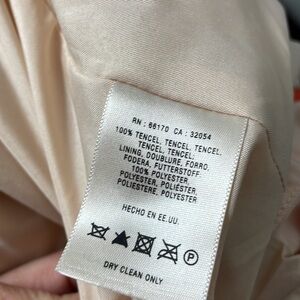 RN : 66170 CA : 32054
100% TENCEL, TENCEL, TENCEL,
TENCEL, TENCEL;
LINING, DOUBLURE, FORRO,
FODERA, FUTTERSTOFF:
100% POLYESTER,
POLYESTER, POLIÉSTER,
POLIESTERE, POLYESTER
HECHO EN EE.UU.
P
DRY CLEAN ONLY